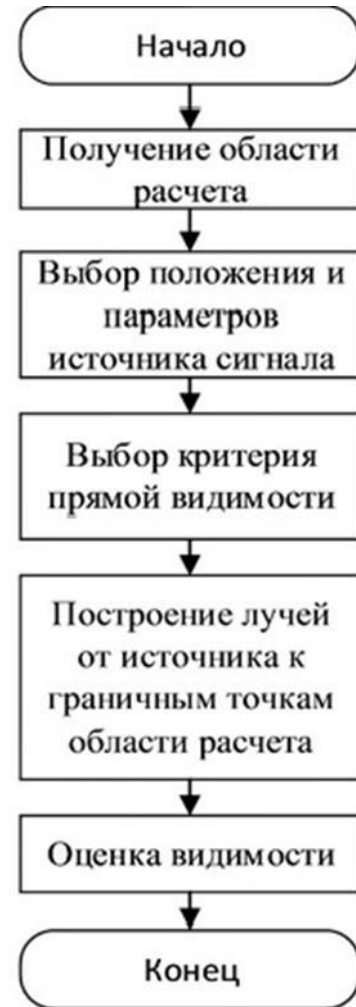 Начало
Получение области
расчета
Выбор положения и
параметров
источника сигнала
Выбор критерия
прямой видимости
Построение лучей
от источника к
граничным точкам
области расчета
Оценка видимости
Конец